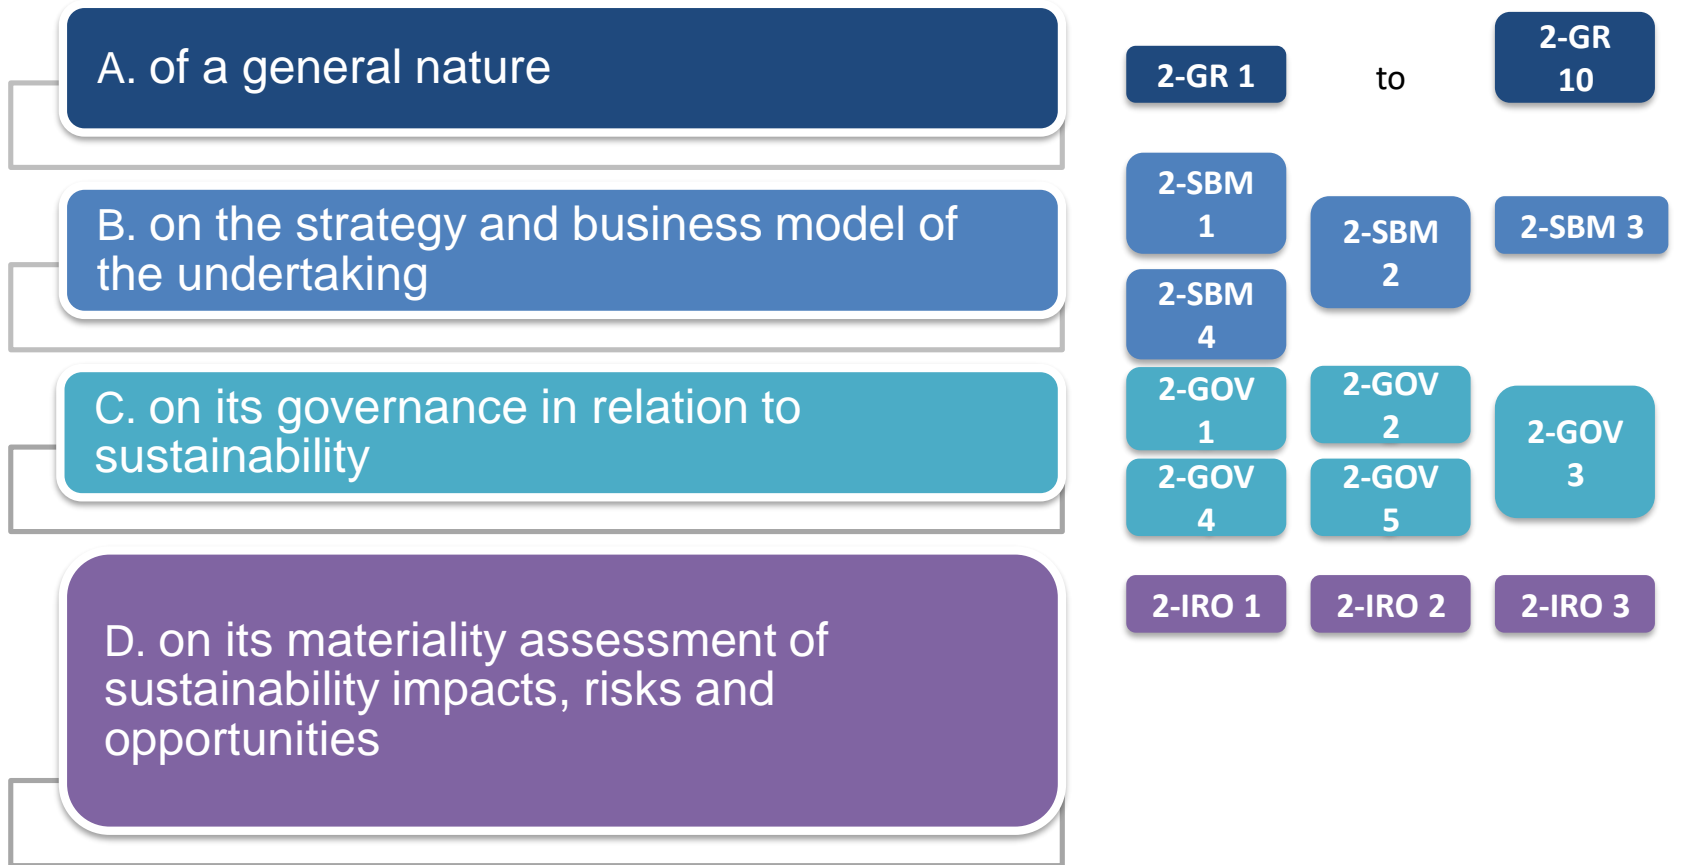 A. of a general nature
2-GR 1
to
2-GR
10
B. on the strategy and business model of
the undertaking
2-SBM
1
2-SBM
2
2-SBM 3
2-SBM
4
C. on its governance in relation to
sustainability
2-GOV
1
2-GOV
2
2-GOV
3
2-GOV
4
2-GOV
5
D. on its materiality assessment of
sustainability impacts, risks and
opportunities
2-IRO 1
2-IRO 2
2-IRO 3